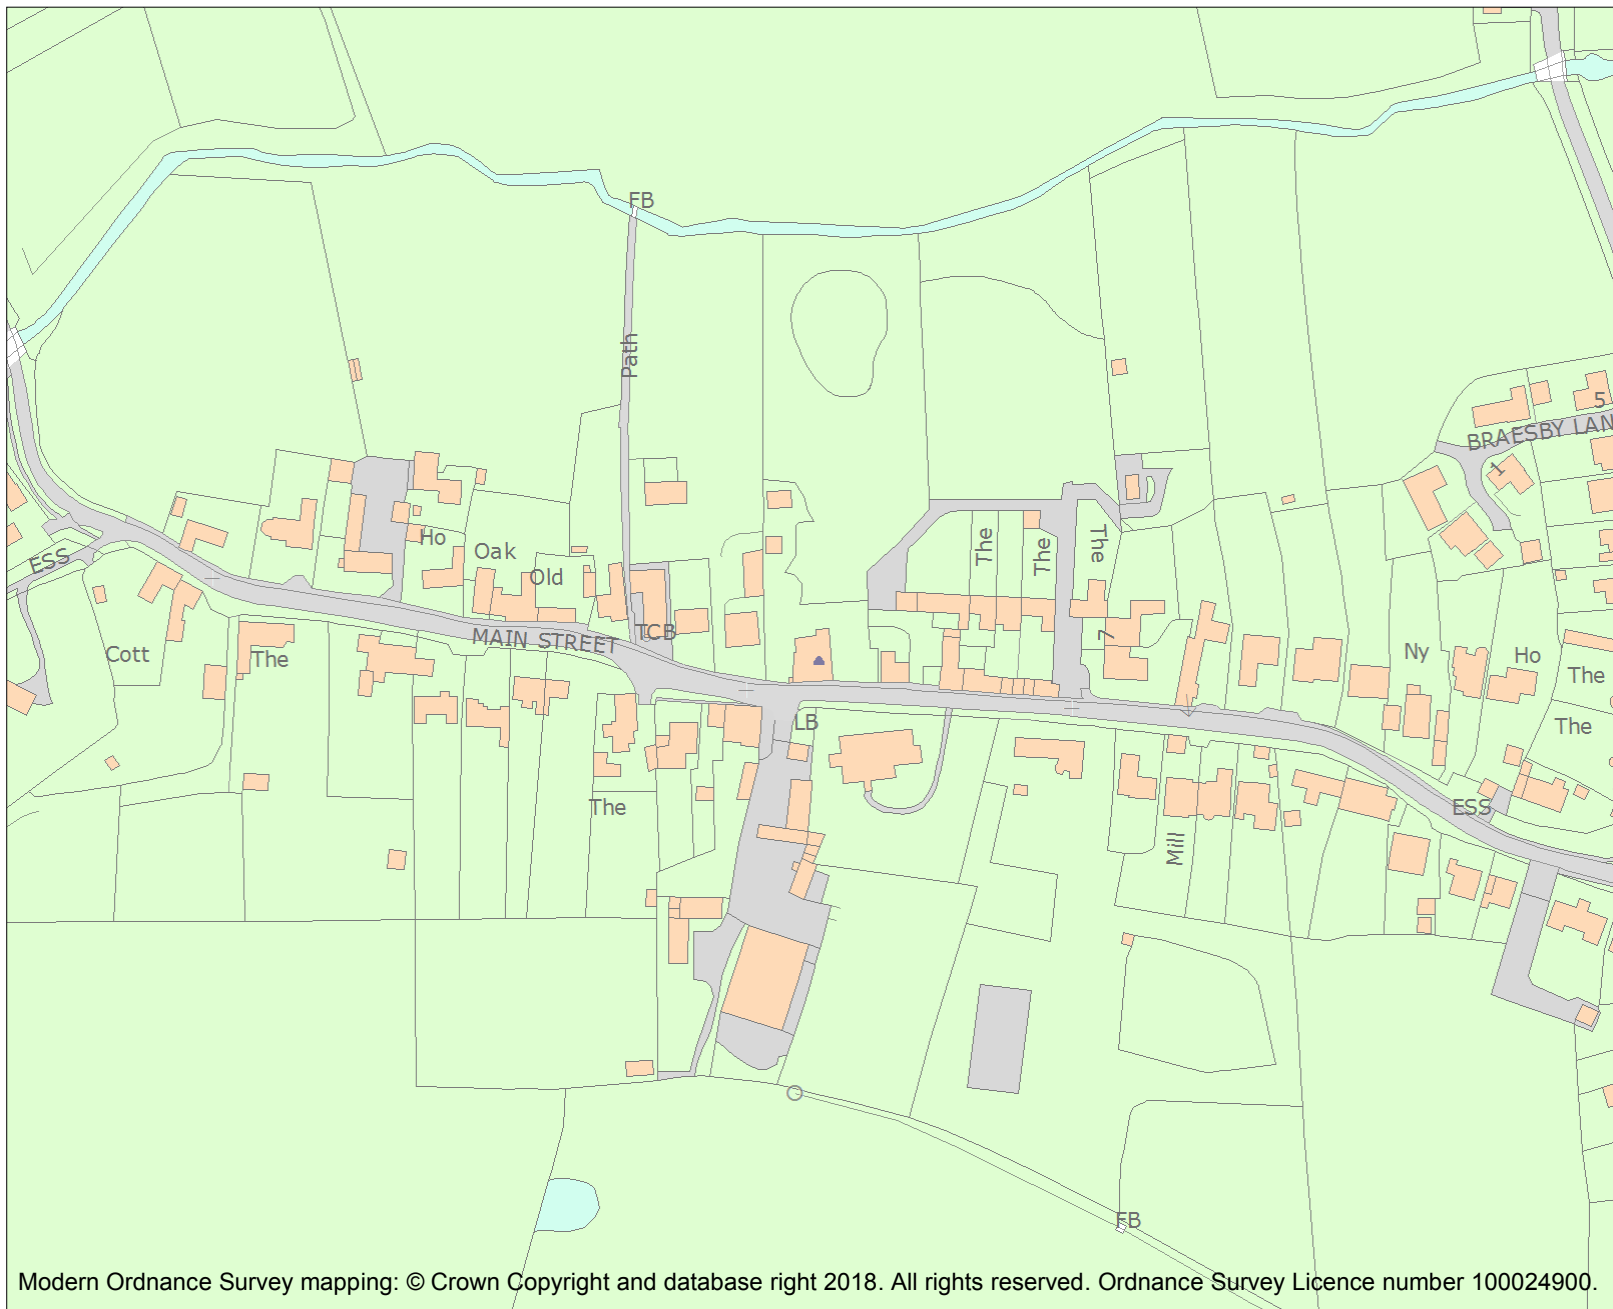 FB
Path
5
BRAESBY LAN
1
ESS
Ho
Oak
Old
The
The
The
Cott
The
MAIN STREET
TCB
7
Ny
Ho
The
The
LB
The
Mill
ESS
FB
Modern Ordnance Survey mapping: © Crown Copyright and database right 2018. All rights reserved. Ordnance Survey Licence number 100024900.